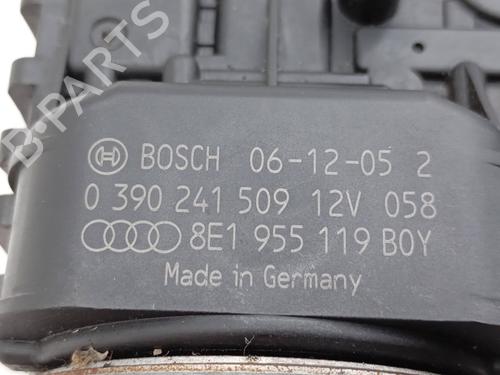 BOSCH 06-12-05 2
0 390 241 509 12V 058
8E1 955 119 B0Y
Made in Germany
B-PARTS